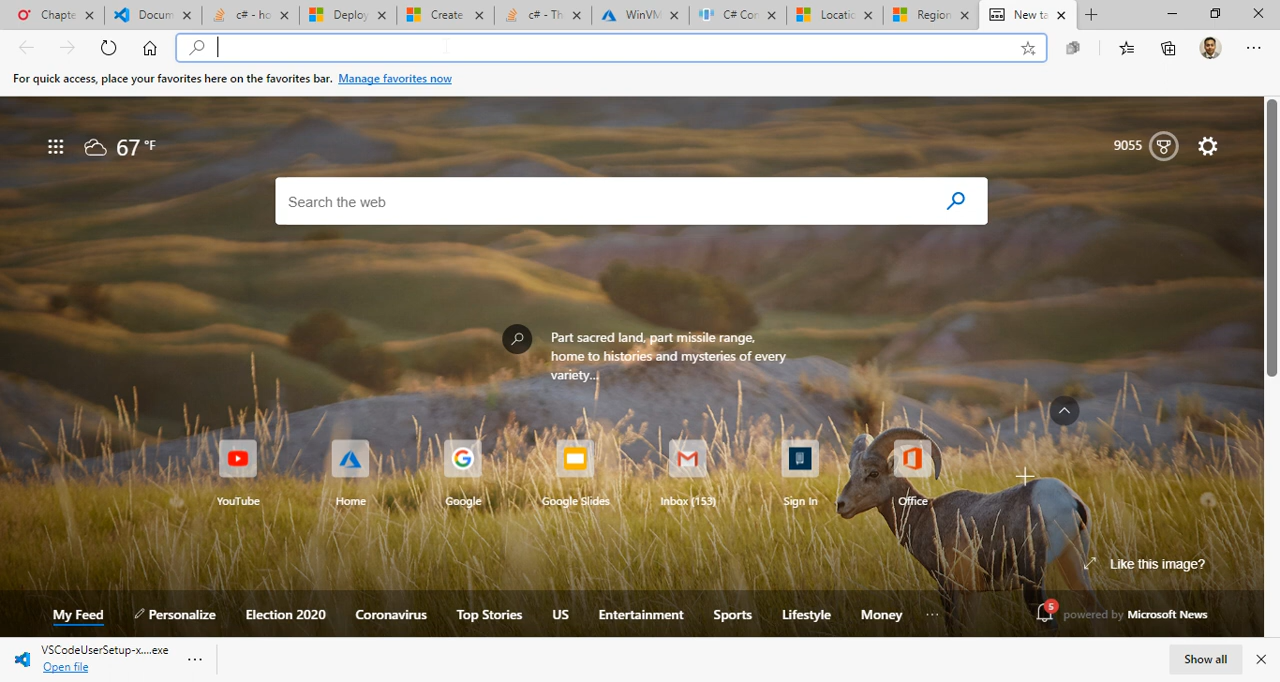 Chapte Docum c# - ho Deploy Create c# - Th WinVM C# Con Locatic Region New ta
For quick access, place your favorites here on the favorites bar. Manage favorites now
67 °F 9055
Search the web
Part sacred land, part missile range,
home to histories and mysteries of every
variety...
YouTube Home Google Google Slides Inbox (153) Sign In Office
Like this image?
My Feed Personalize Election 2020 Coronavirus Top Stories US Entertainment Sports Lifestyle Money ... 5 powered by Microsoft News
VSCodeUserSetup-x....exe
Open file ... Show all